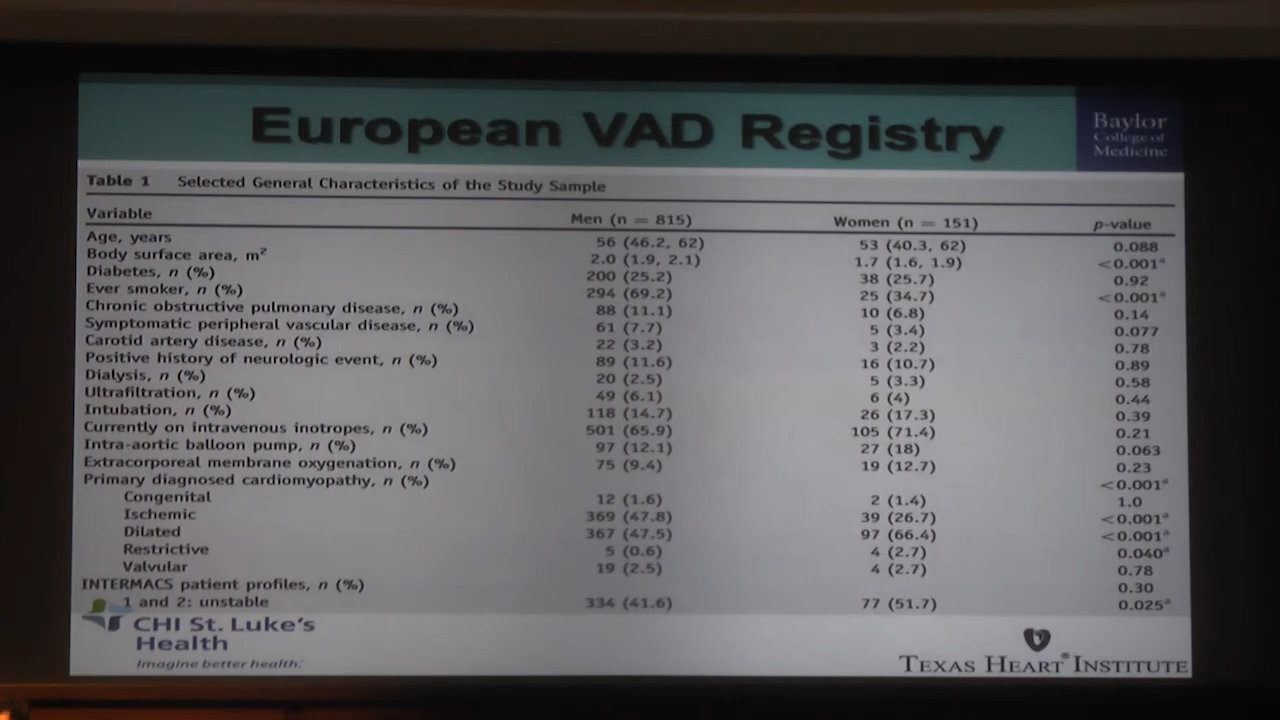 European VAD Registry
Baylor
College of
Medicine
Table 1 Selected General Characteristics of the Study Sample
Variable Men (n = 815) Women (n = 151) p-value
Age, years 56 (46.2, 62) 53 (40.3, 62) 0.088
Body surface area, m² 2.0 (1.9, 2.1) 1.7 (1.6, 1.9) <0.001ᵃ
Diabetes, n (%) 200 (25.2) 38 (25.7) 0.92
Ever smoker, n (%) 294 (69.2) 25 (34.7) <0.001ᵃ
Chronic obstructive pulmonary disease, n (%) 88 (11.1) 10 (6.8) 0.14
Symptomatic peripheral vascular disease, n (%) 61 (7.7) 5 (3.4) 0.077
Carotid artery disease, n (%) 22 (3.2) 3 (2.2) 0.78
Positive history of neurologic event, n (%) 89 (11.6) 16 (10.7) 0.89
Dialysis, n (%) 20 (2.5) 5 (3.3) 0.58
Ultrafiltration, n (%) 49 (6.1) 6 (4) 0.44
Intubation, n (%) 118 (14.7) 26 (17.3) 0.39
Currently on intravenous inotropes, n (%) 501 (65.9) 105 (71.4) 0.21
Intra-aortic balloon pump, n (%) 97 (12.1) 27 (18) 0.063
Extracorporeal membrane oxygenation, n (%) 75 (9.4) 19 (12.7) 0.23
Primary diagnosed cardiomyopathy, n (%) <0.001ᵃ
Congenital 12 (1.6) 2 (1.4) 1.0
Ischemic 369 (47.8) 39 (26.7) <0.001ᵃ
Dilated 367 (47.5) 97 (66.4) <0.001ᵃ
Restrictive 5 (0.6) 4 (2.7) 0.040ᵃ
Valvular 19 (2.5) 4 (2.7) 0.78
INTERMACS patient profiles, n (%) 0.30
1 and 2: unstable 334 (41.6) 77 (51.7) 0.025ᵃ
CHI St. Luke's
Health
Imagine better health.
TEXAS HEART® INSTITUTE